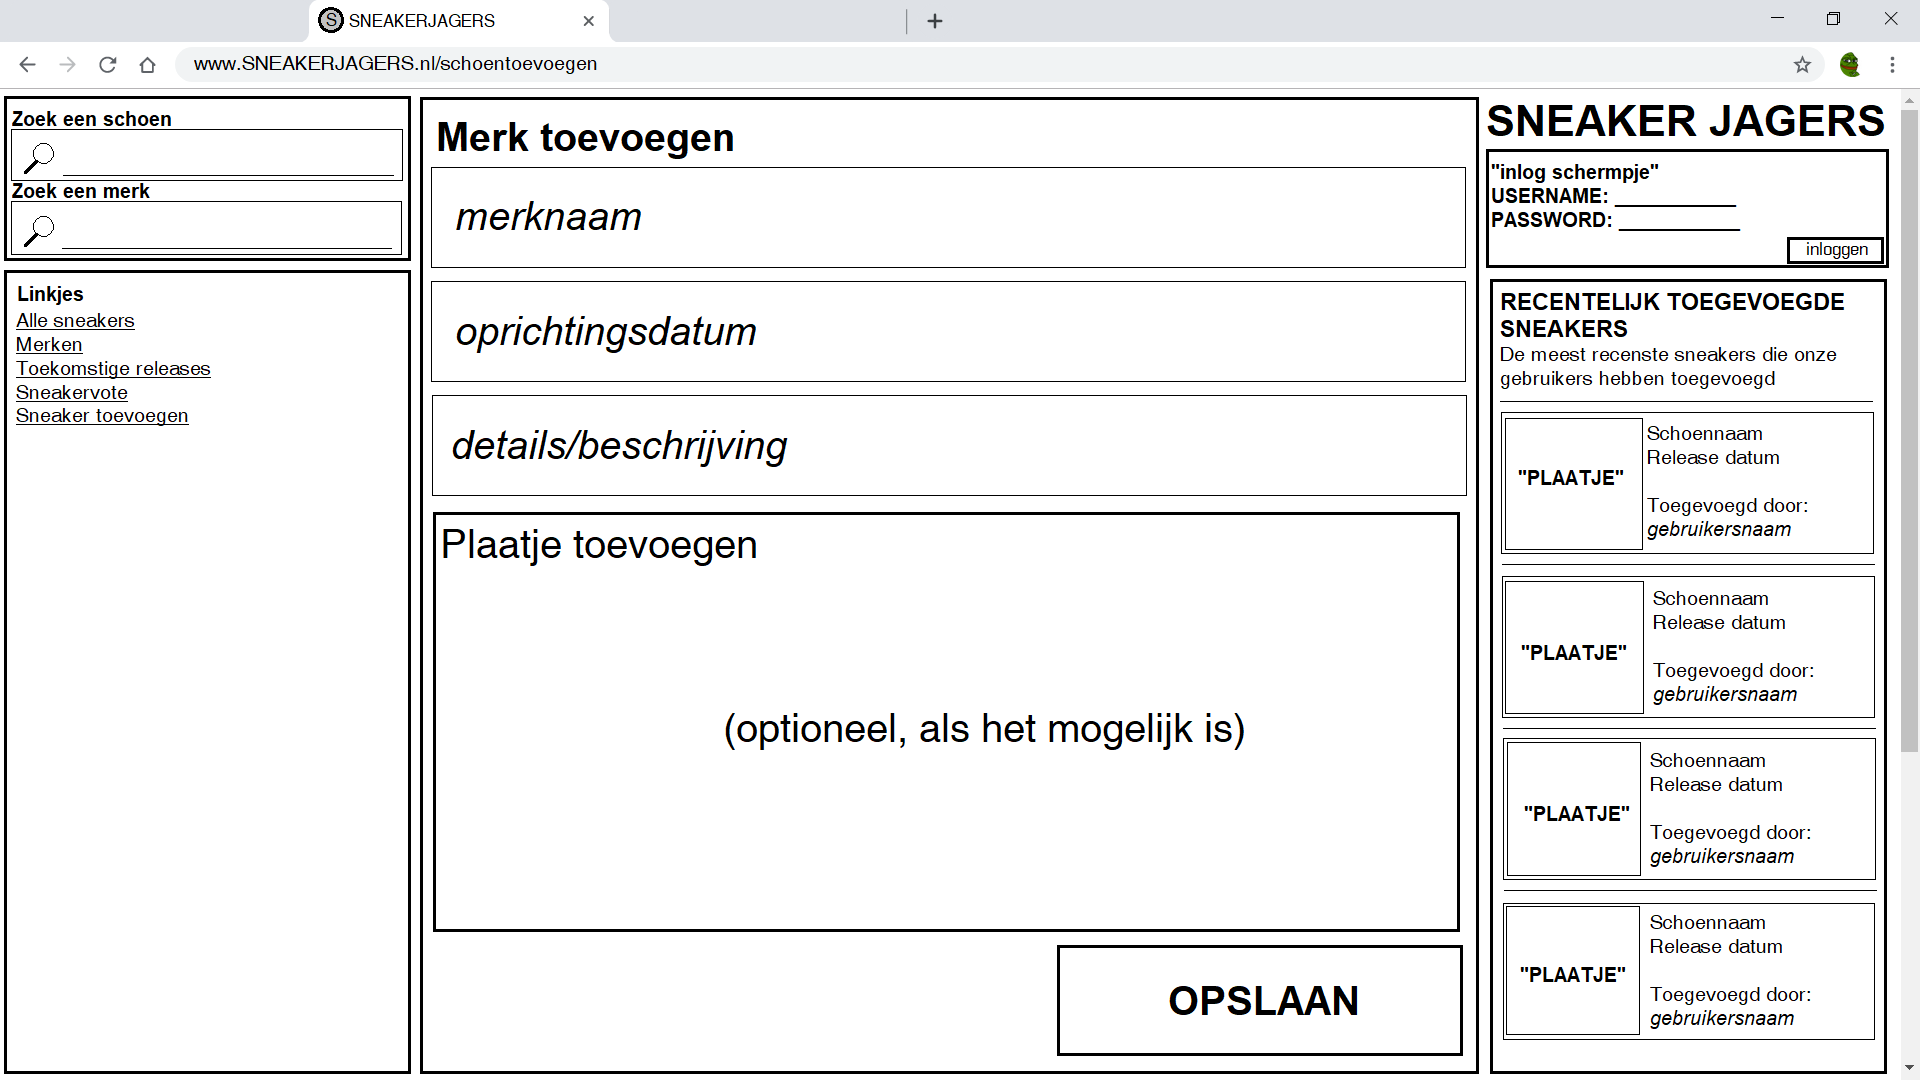 S SNEAKERJAGERS
www.SNEAKERJAGERS.nl/schoentoevoegen
Zoek een schoen
Zoek een merk
Linkjes
Alle sneakers
Merken
Toekomstige releases
Sneakervote
Sneaker toevoegen
Merk toevoegen
merknaam
oprichtingsdatum
details/beschrijving
Plaatje toevoegen
(optioneel, als het mogelijk is)
OPSLAAN
SNEAKER JAGERS
"inlog schermpje"
USERNAME: ___________
PASSWORD: ___________
inloggen
RECENTELIJK TOEGEVOEGDE
SNEAKERS
De meest recenste sneakers die onze
gebruikers hebben toegevoegd
"PLAATJE"
Schoennaam
Release datum
Toegevoegd door:
gebruikersnaam
"PLAATJE"
Schoennaam
Release datum
Toegevoegd door:
gebruikersnaam
"PLAATJE"
Schoennaam
Release datum
Toegevoegd door:
gebruikersnaam
"PLAATJE"
Schoennaam
Release datum
Toegevoegd door:
gebruikersnaam